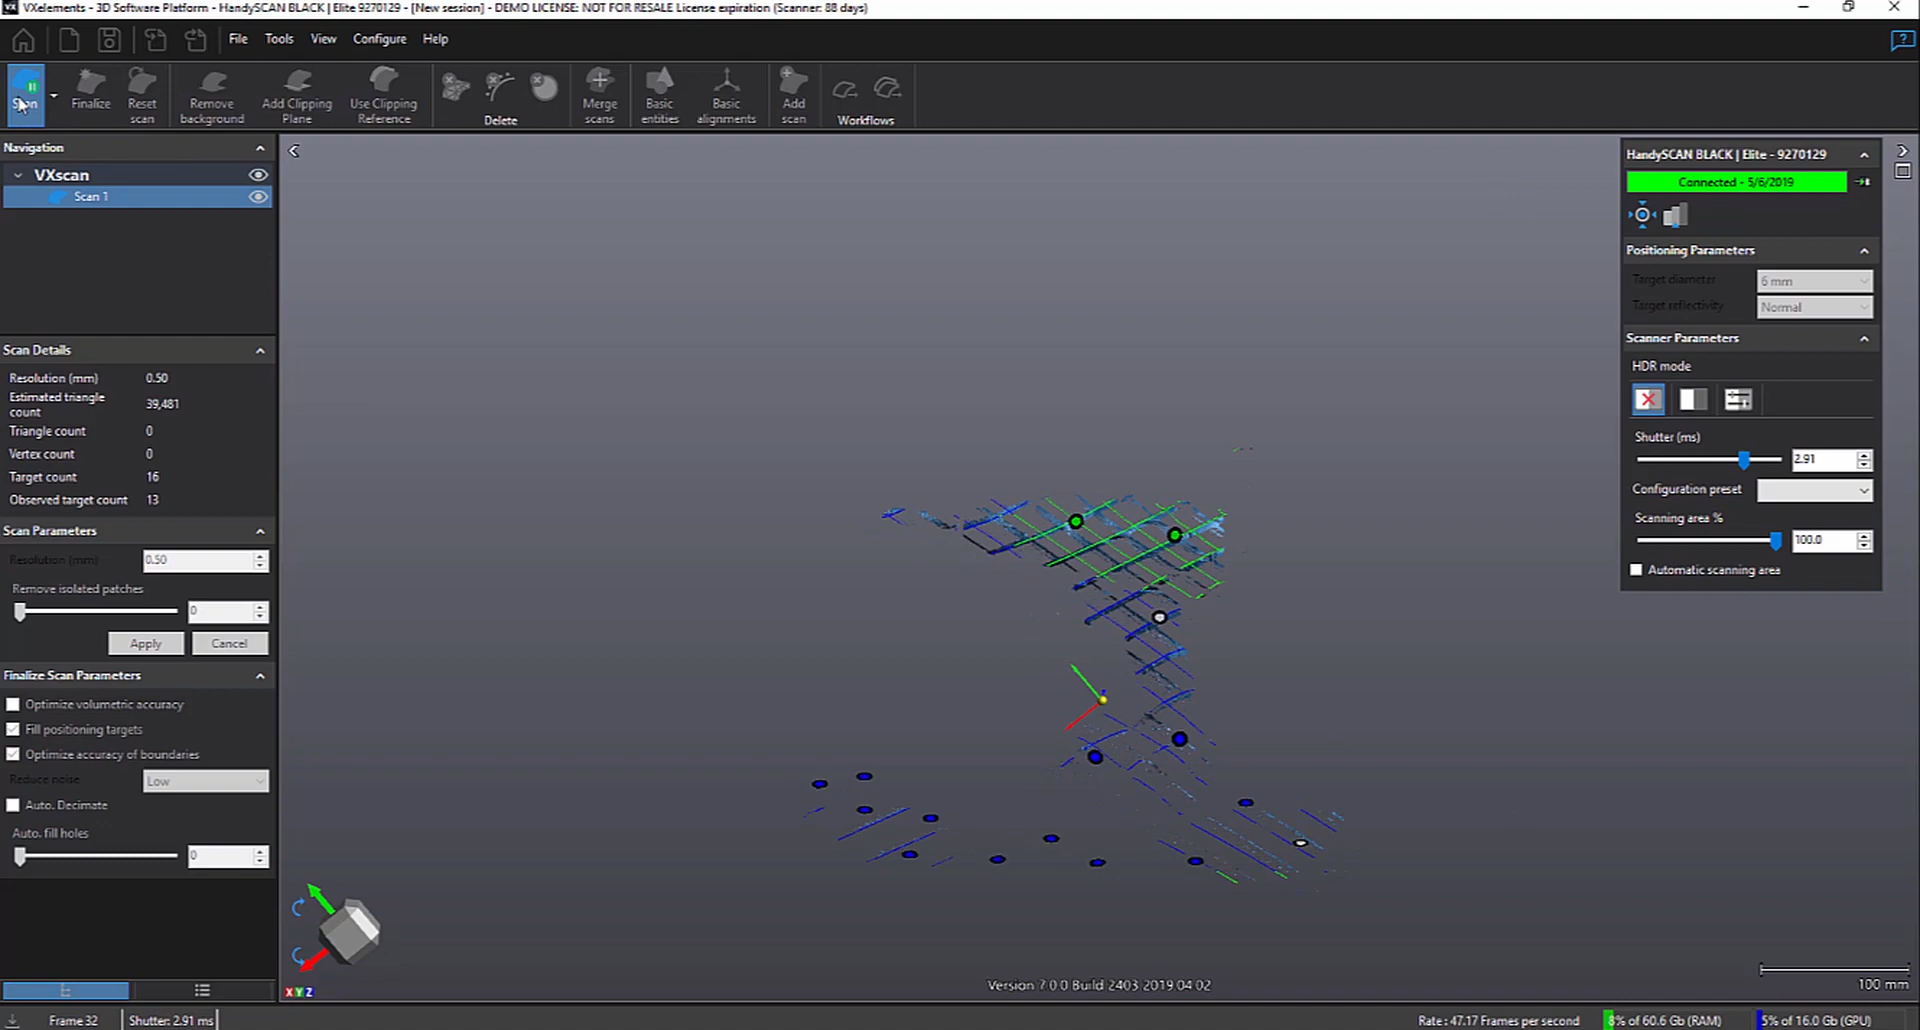 VXelements - 3D Software Platform - HandySCAN BLACK | Elite 9270129 - [New session] - DEMO LICENSE: NOT FOR RESALE License expiration (Scanner: 88 days)
File Tools View Configure Help
Scan
Finalize
Reset scan
Remove background
Add Clipping Plane
Use Clipping Reference
Delete
Merge scans
Basic entities
Basic alignments
Add scan
Workflows
Navigation
VXscan
Scan 1
Scan Details
Resolution (mm) 0.50
Estimated triangle count 39,481
Triangle count 0
Vertex count 0
Target count 16
Observed target count 13
Scan Parameters
Resolution (mm) 0.50
Remove isolated patches
0
Apply Cancel
Finalize Scan Parameters
Optimize volumetric accuracy
Fill positioning targets
Optimize accuracy of boundaries
Reduce noise Low
Auto. Decimate
Auto. fill holes
0
HandySCAN BLACK | Elite - 9270129
Connected - 5/6/2019
Positioning Parameters
Target diameter 6 mm
Target reflectivity Normal
Scanner Parameters
HDR mode
Shutter (ms)
2.91
Configuration preset
Scanning area %
100.0
Automatic scanning area
XYZ
Version 7.0.0 Build 2403 2019 04 02
100 mm
Frame 32 Shutter: 2.91 ms
Rate : 47.17 Frames per second 8% of 60.6 Gb (RAM) 5% of 16.0 Gb (GPU)